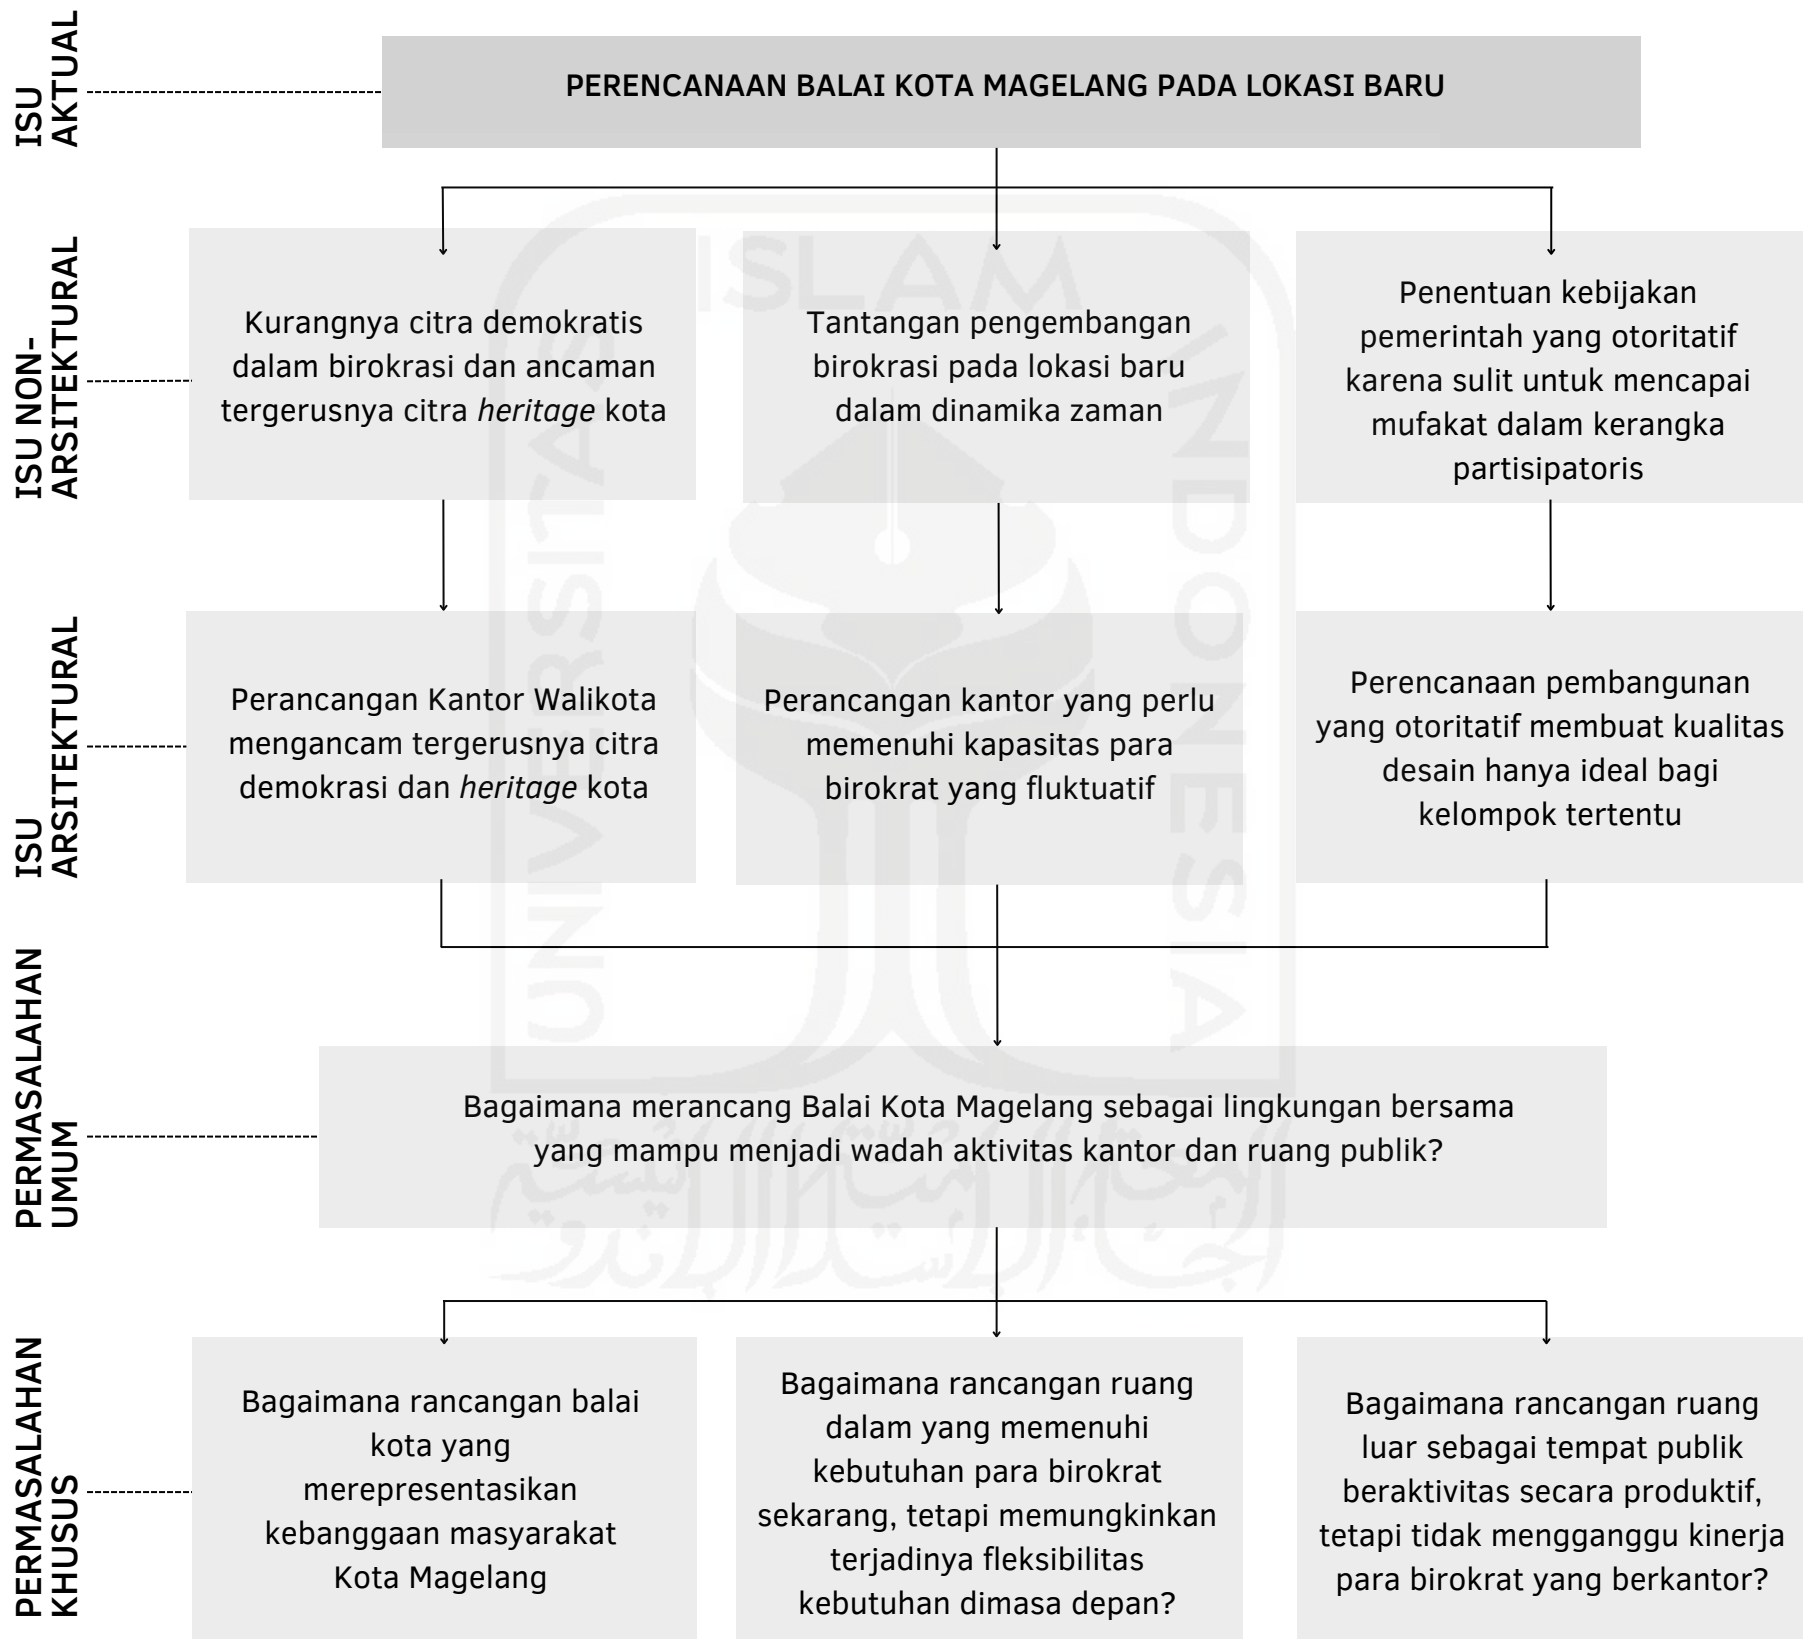 ISU
AKTUAL
PERENCANAAN BALAI KOTA MAGELANG PADA LOKASI BARU
ISU NON-
ARSITEKTURAL
Kurangnya citra demokratis
dalam birokrasi dan ancaman
tergerusnya citra heritage kota
Tantangan pengembangan
birokrasi pada lokasi baru
dalam dinamika zaman
Penentuan kebijakan
pemerintah yang otoritatif
karena sulit untuk mencapai
mufakat dalam kerangka
partisipatoris
ISU
ARSITEKTURAL
Perancangan Kantor Walikota
mengancam tergerusnya citra
demokrasi dan heritage kota
Perancangan kantor yang perlu
memenuhi kapasitas para
birokrat yang fluktuatif
Perencanaan pembangunan
yang otoritatif membuat kualitas
desain hanya ideal bagi
kelompok tertentu
PERMASALAHAN
UMUM
Bagaimana merancang Balai Kota Magelang sebagai lingkungan bersama
yang mampu menjadi wadah aktivitas kantor dan ruang publik?
PERMASALAHAN
KHUSUS
Bagaimana rancangan balai
kota yang
merepresentasikan
kebanggaan masyarakat
Kota Magelang
Bagaimana rancangan ruang
dalam yang memenuhi
kebutuhan para birokrat
sekarang, tetapi memungkinkan
terjadinya fleksibilitas
kebutuhan dimasa depan?
Bagaimana rancangan ruang
luar sebagai tempat publik
beraktivitas secara produktif,
tetapi tidak mengganggu kinerja
para birokrat yang berkantor?
UNIVERSITAS
ISLAM
INDONESIA